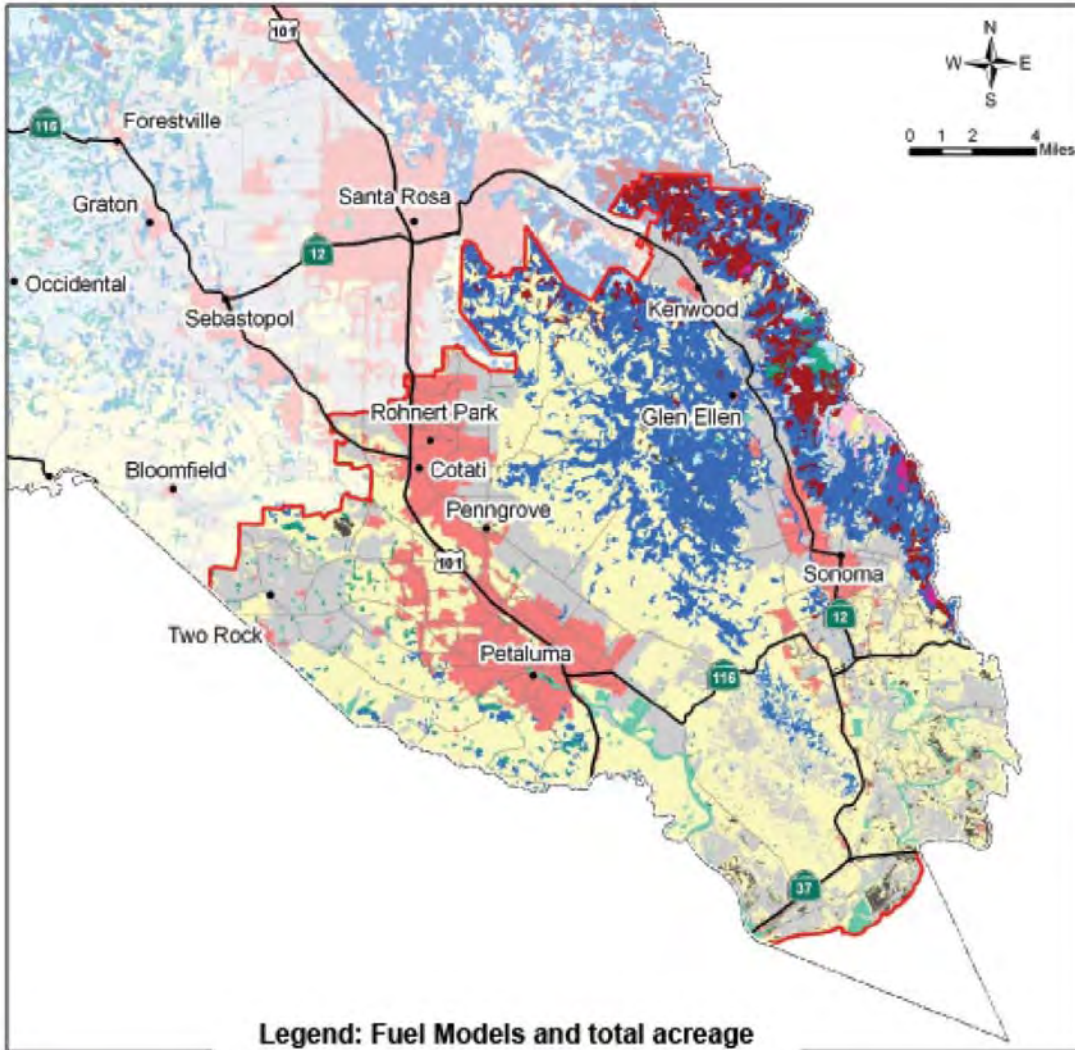 101
N
W E
S
116
Forestville
0 1 2 4
Miles
Graton
Santa Rosa
12
Occidental
Sebastopol
Kenwood
Rohnert Park
Glen Ellen
Bloomfield
Cotati
Penngrove
101
Sonoma
Two Rock
12
Petaluma
116
37
Legend: Fuel Models and total acreage